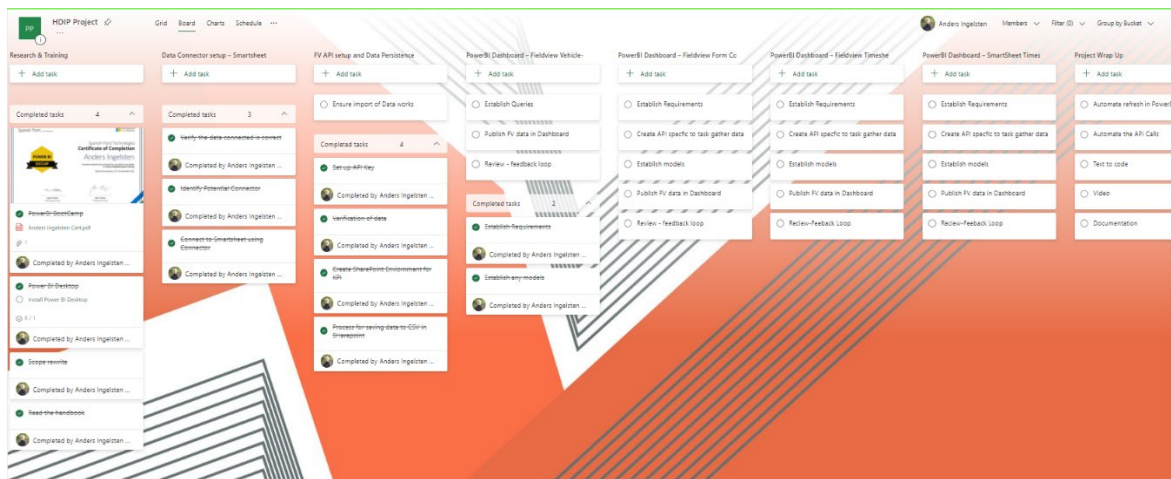 PP
HDIP Project
Grid Board Charts Schedule ...
Anders Ingelsten Members Filter (0) Group by Bucket
Research & Training
+ Add task
Completed tasks 4
Spanish Point Technologies
Certificate of Completion
Anders Ingelsten
PowerBI BootCamp
Anders Ingelsten Cert.pdf
1
Completed by Anders Ingelsten ...
Power BI Desktop
Install Power BI Desktop
0 / 1
Completed by Anders Ingelsten ...
Scope rewrite
Completed by Anders Ingelsten ...
Read the handbook
Completed by Anders Ingelsten ...
Data Connector setup – Smartsheet
+ Add task
Completed tasks 3
Verify the data connected is correct
Completed by Anders Ingelsten ...
Identify Potential Connector
Completed by Anders Ingelsten ...
Connect to Smartsheet using
Connector
Completed by Anders Ingelsten ...
FV API setup and Data Persistence
+ Add task
Ensure import of Data works
Completed tasks 4
Set up API Key
Completed by Anders Ingelsten ...
Verification of data
Completed by Anders Ingelsten ...
Create SharePoint Enviornment for
API
Completed by Anders Ingelsten ...
Process for saving data to CSV in
Sharepoint
Completed by Anders Ingelsten ...
PowerBI Dashboard – Fieldview Vehicle-
+ Add task
Establish Queries
Publish FV data in Dashboard
Review - feedback loop
Completed tasks 2
Establish Requirements
Completed by Anders Ingelsten ...
Establish any models
Completed by Anders Ingelsten ...
PowerBI Dashboard – Fieldview Form Co
+ Add task
Establish Requirements
Create API specfic to task gather data
Establish models
Publish FV data in Dashboard
Review - feedback loop
PowerBI Dashboard – Fieldview Timeshe
+ Add task
Establish Requirements
Create API specfic to task gather data
Establish models
Publish FV data in Dashboard
Reciew-Feeback Loop
PowerBI Dashboard – SmartSheet Times
+ Add task
Establish Requirements
Create API specfic to task gather data
Establish models
Publish FV data in Dashboard
Reciew-Feeback Loop
Project Wrap Up
+ Add task
Automate refresh in PowerI
Automate the API Calls
Text to code
Video
Documentation